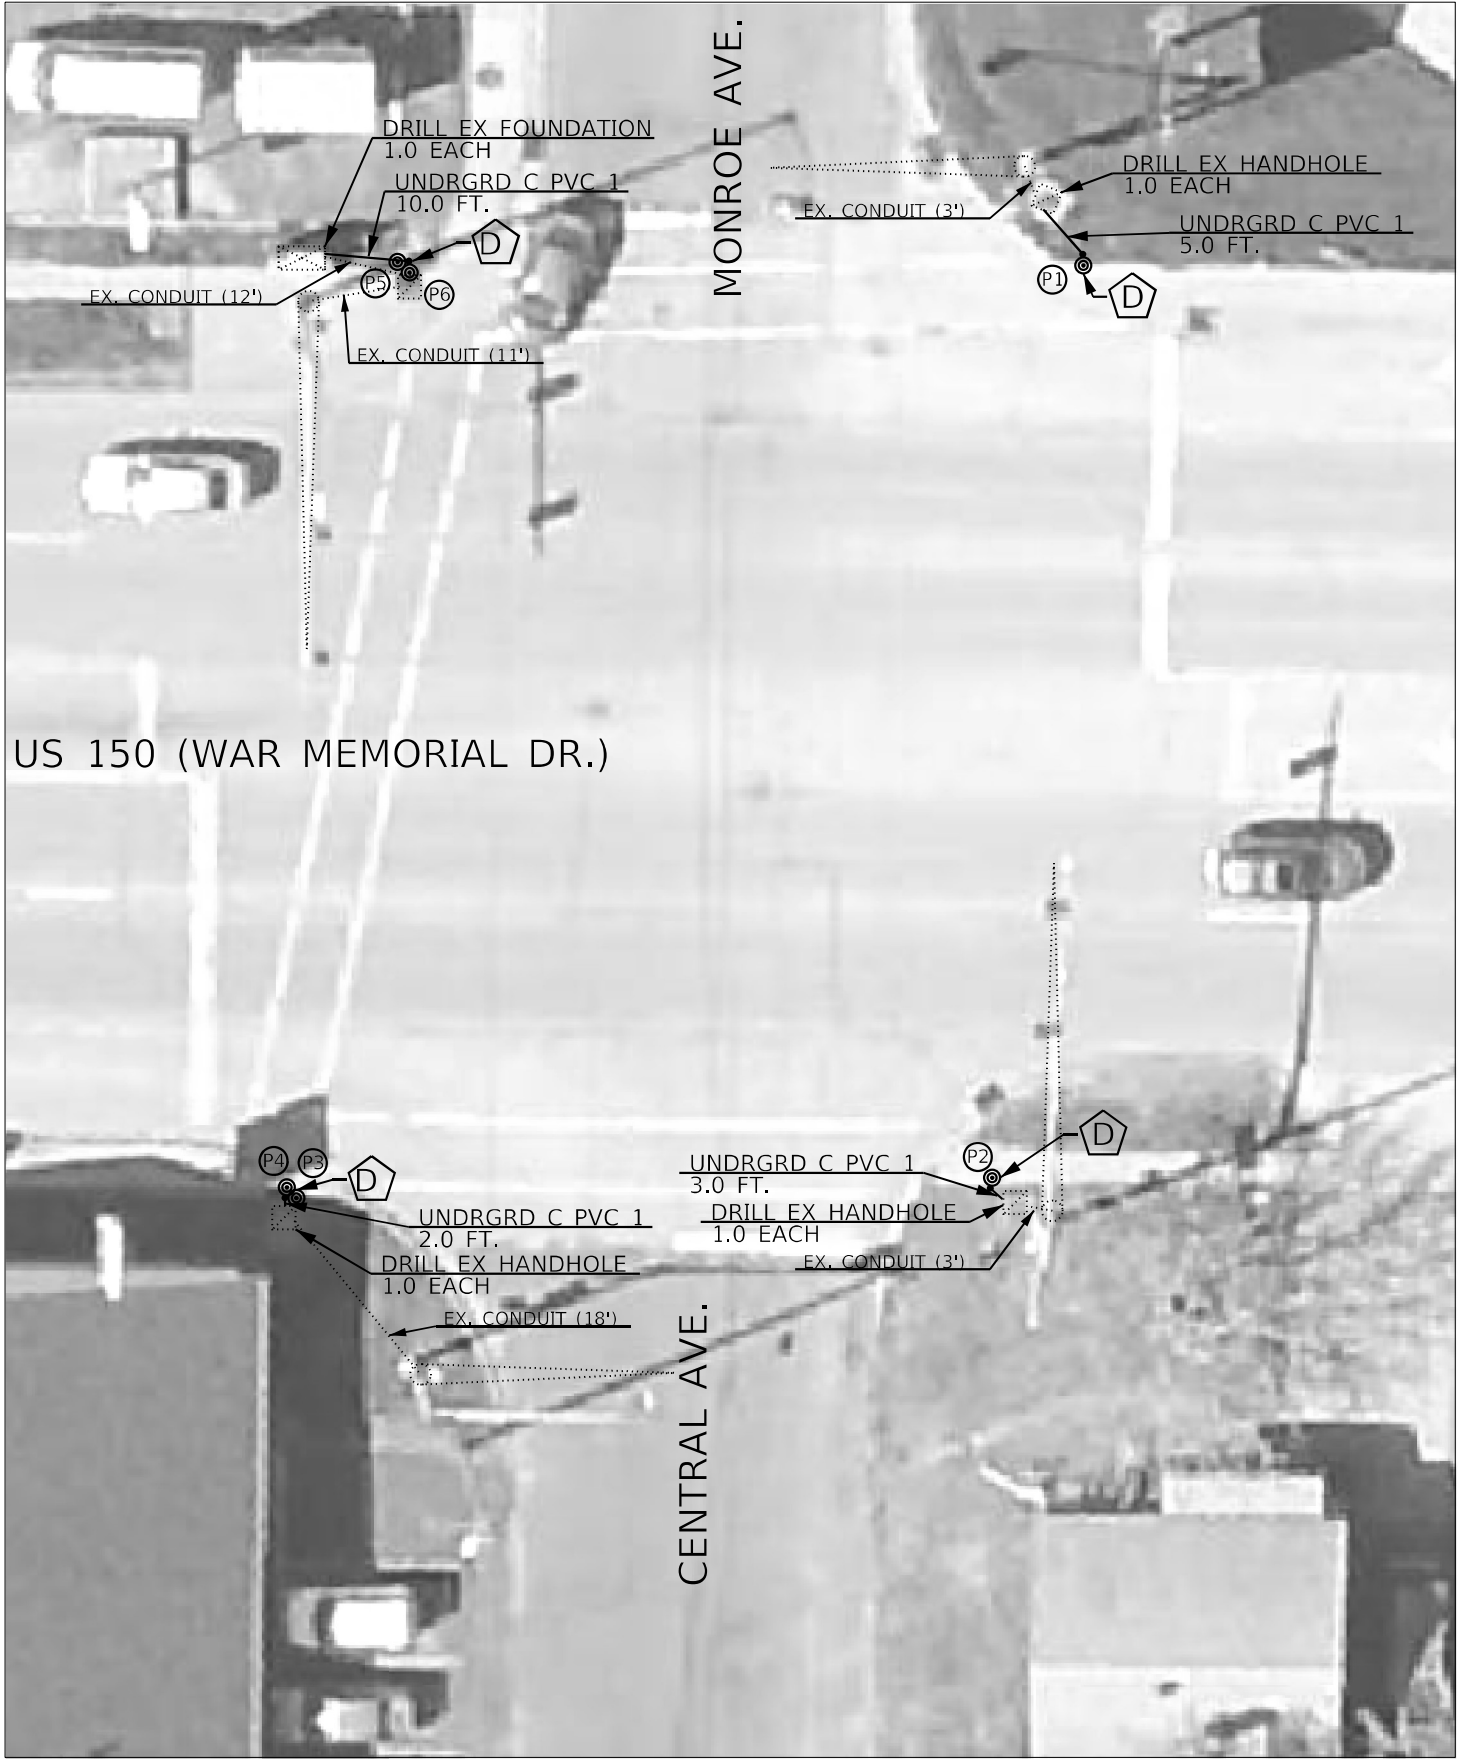 MONROE AVE.
DRILL EX FOUNDATION
1.0 EACH
UNDRGRD C PVC 1
10.0 FT.
D
P5
P6
EX. CONDUIT (12')
EX. CONDUIT (11')
DRILL EX HANDHOLE
1.0 EACH
EX. CONDUIT (3')
UNDRGRD C PVC 1
5.0 FT.
P1
D
US 150 (WAR MEMORIAL DR.)
P4
P3
D
UNDRGRD C PVC 1
2.0 FT.
DRILL EX HANDHOLE
1.0 EACH
EX. CONDUIT (18')
D
P2
UNDRGRD C PVC 1
3.0 FT.
DRILL EX HANDHOLE
1.0 EACH
EX. CONDUIT (3')
CENTRAL AVE.